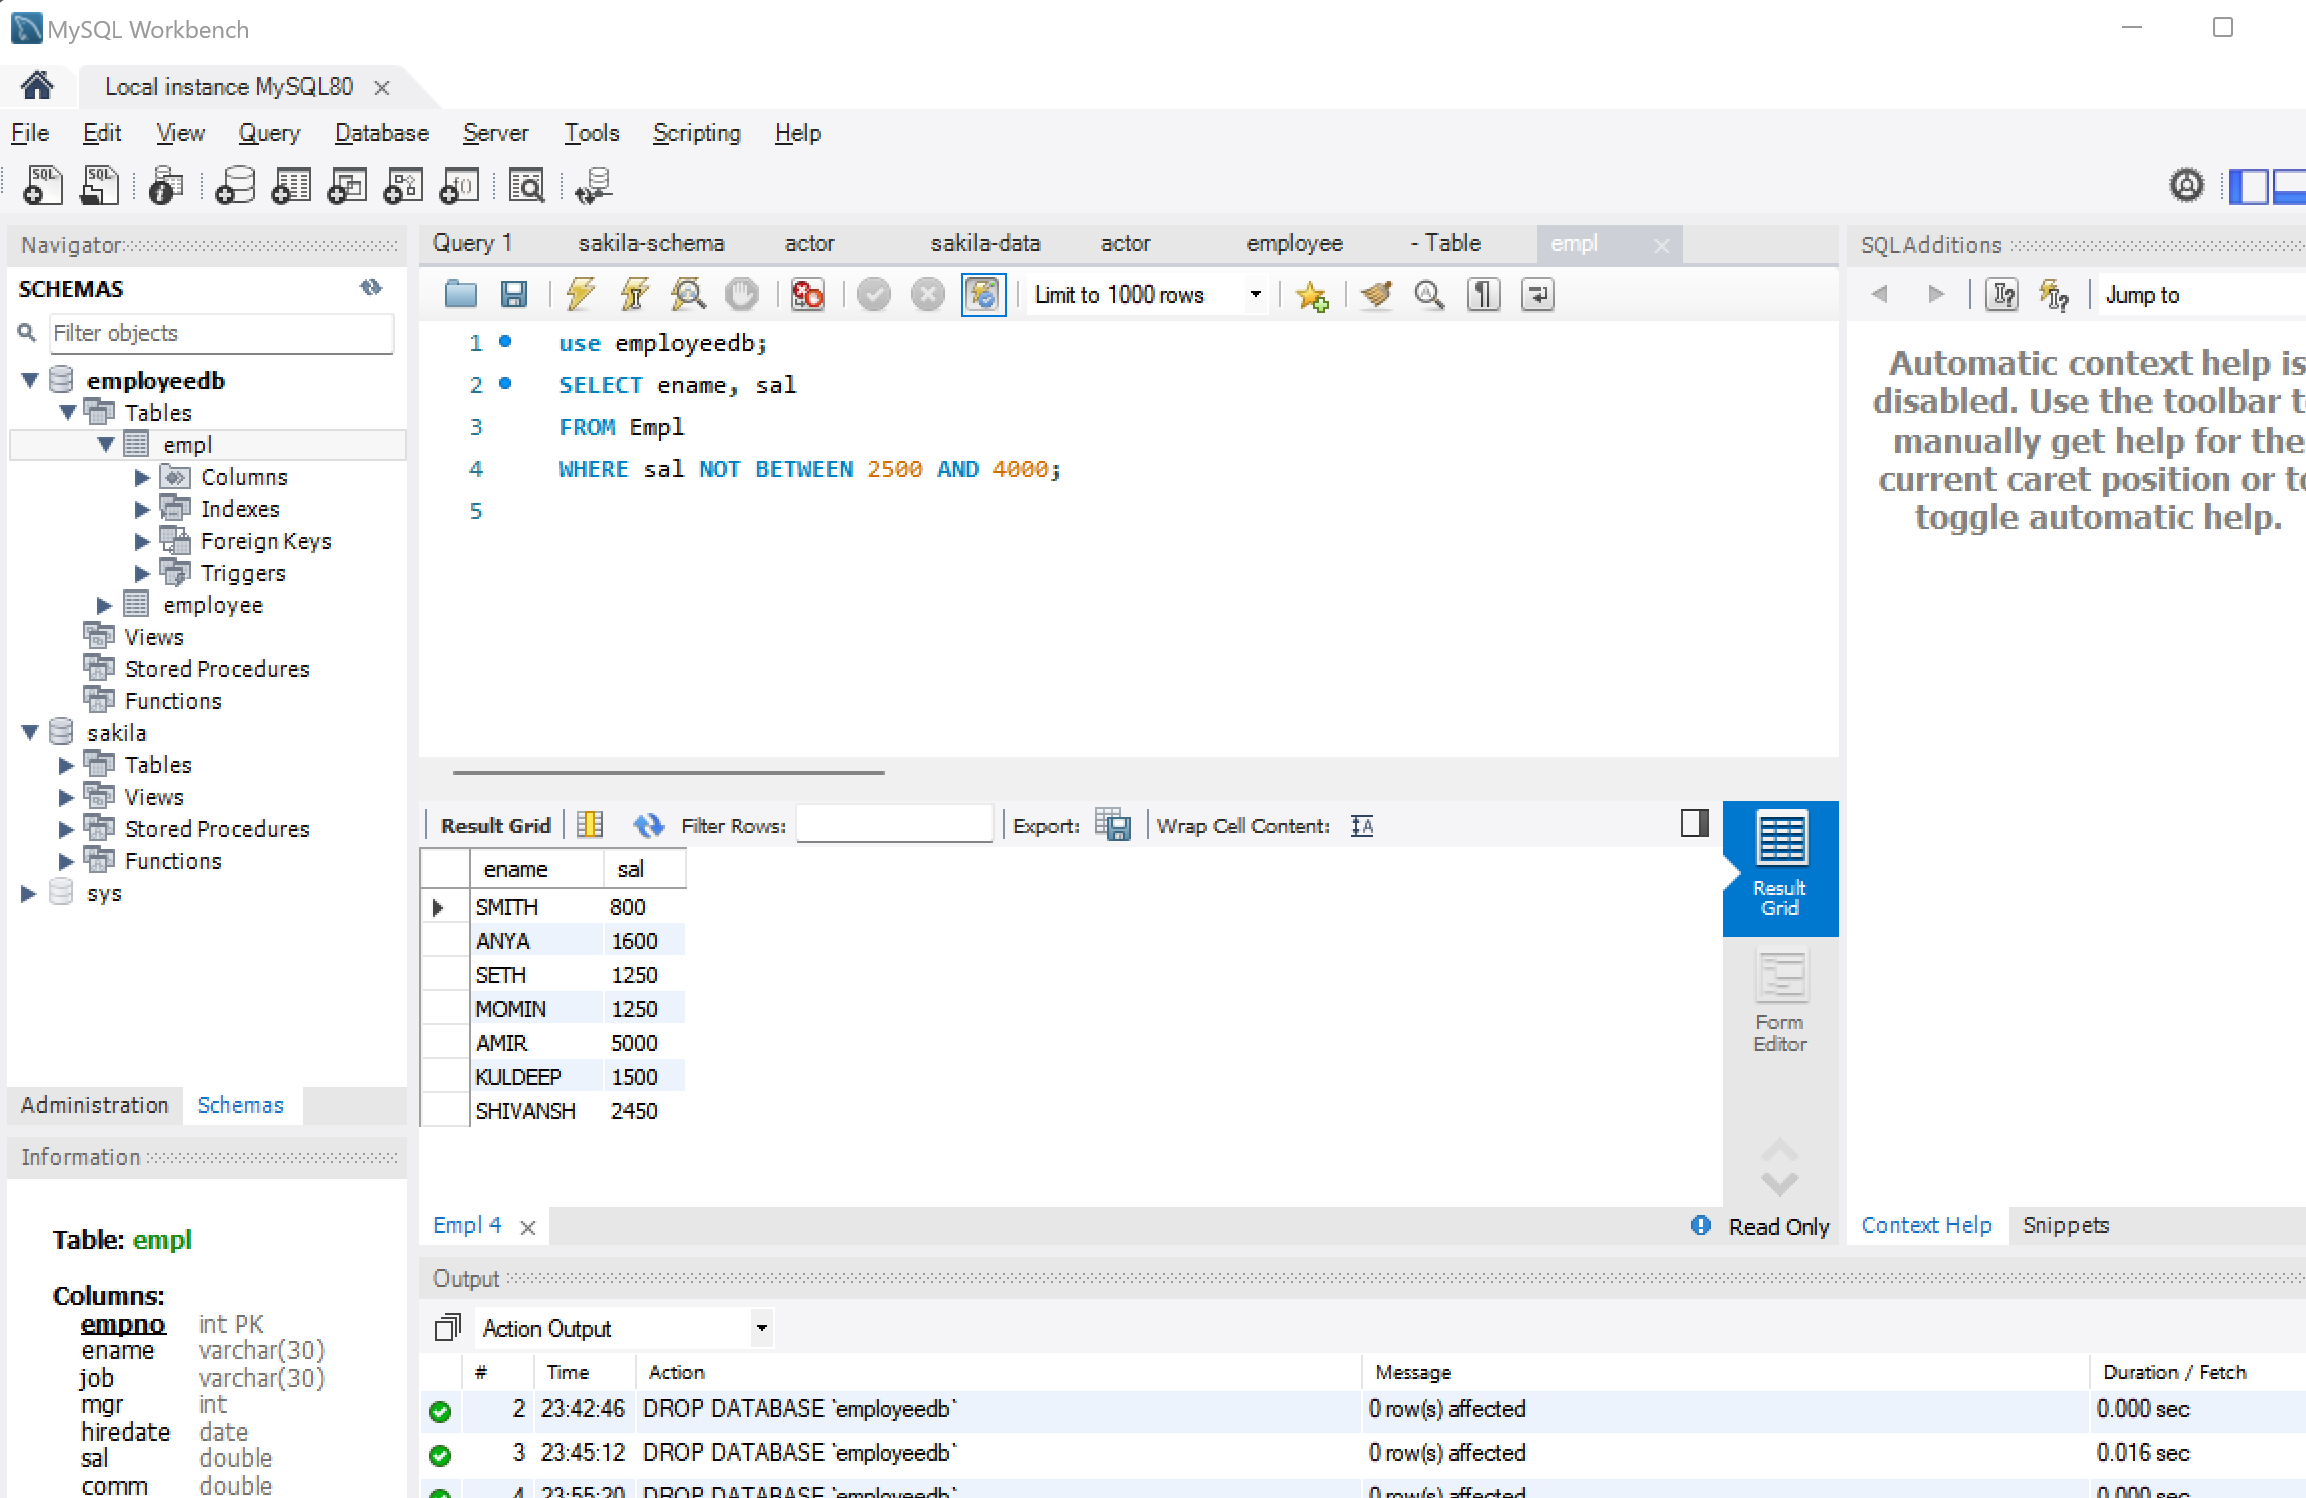 MySQL Workbench
Local instance MySQL80
File Edit View Query Database Server Tools Scripting Help
Navigator
SCHEMAS
Filter objects
employeedb
Tables
empl
Columns
Indexes
Foreign Keys
Triggers
employee
Views
Stored Procedures
Functions
sakila
Tables
Views
Stored Procedures
Functions
sys
Administration Schemas
Information
Table: empl
Columns:
empno int PK
ename varchar(30)
job varchar(30)
mgr int
hiredate date
sal double
comm double
Query 1 sakila-schema actor sakila-data actor employee - Table empl
Limit to 1000 rows
1 use employeedb;
2 SELECT ename, sal
3 FROM Empl
4 WHERE sal NOT BETWEEN 2500 AND 4000;
5
Result Grid Filter Rows: Export: Wrap Cell Content:
ename sal
SMITH 800
ANYA 1600
SETH 1250
MOMIN 1250
AMIR 5000
KULDEEP 1500
SHIVANSH 2450
Result
Grid
Form
Editor
Empl 4
Read Only
SQLAdditions
Jump to
Automatic context help is
disabled. Use the toolbar to
manually get help for the
current caret position or to
toggle automatic help.
Context Help Snippets
Output
Action Output
# Time Action Message Duration / Fetch
2 23:42:46 DROP DATABASE `employeedb` 0 row(s) affected 0.000 sec
3 23:45:12 DROP DATABASE `employeedb` 0 row(s) affected 0.016 sec
4 23:55:20 DROP DATABASE `employeedb` 0 row(s) affected 0.000 sec